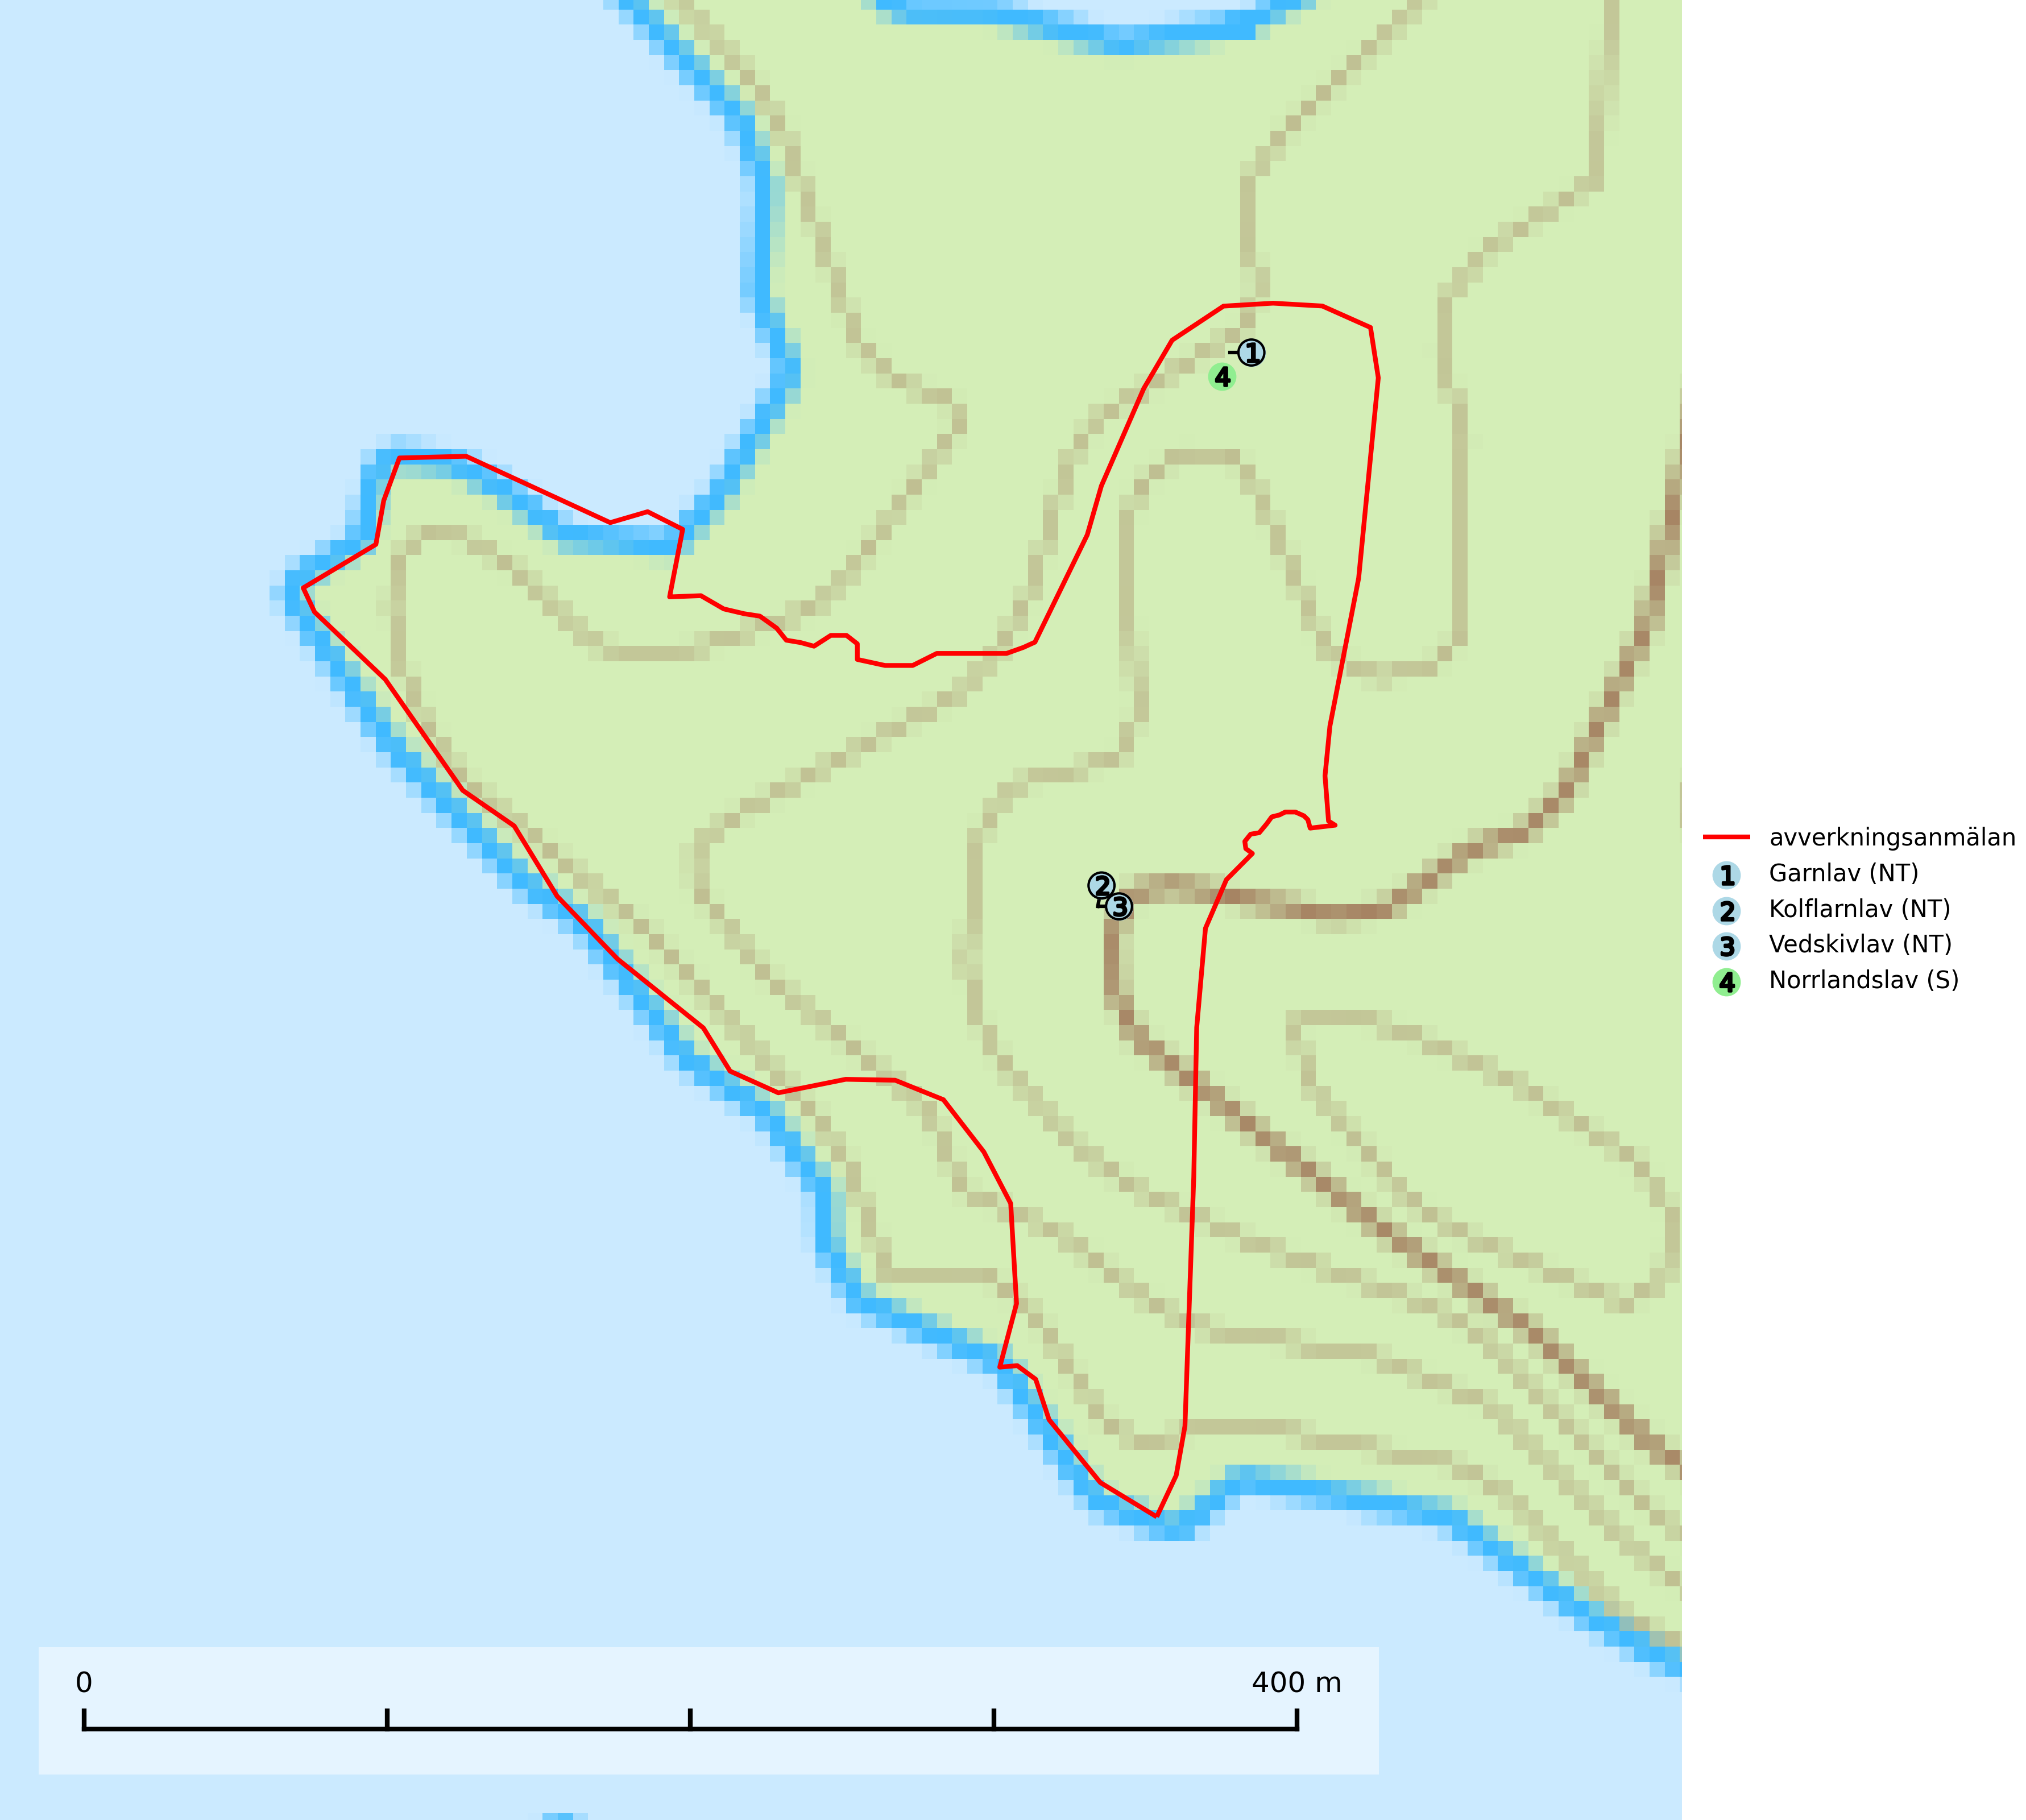 1
4
2
3
avverkningsanmälan
1 Garnlav (NT)
2 Kolflarnlav (NT)
3 Vedskivlav (NT)
4 Norrlandslav (S)
0 400 m